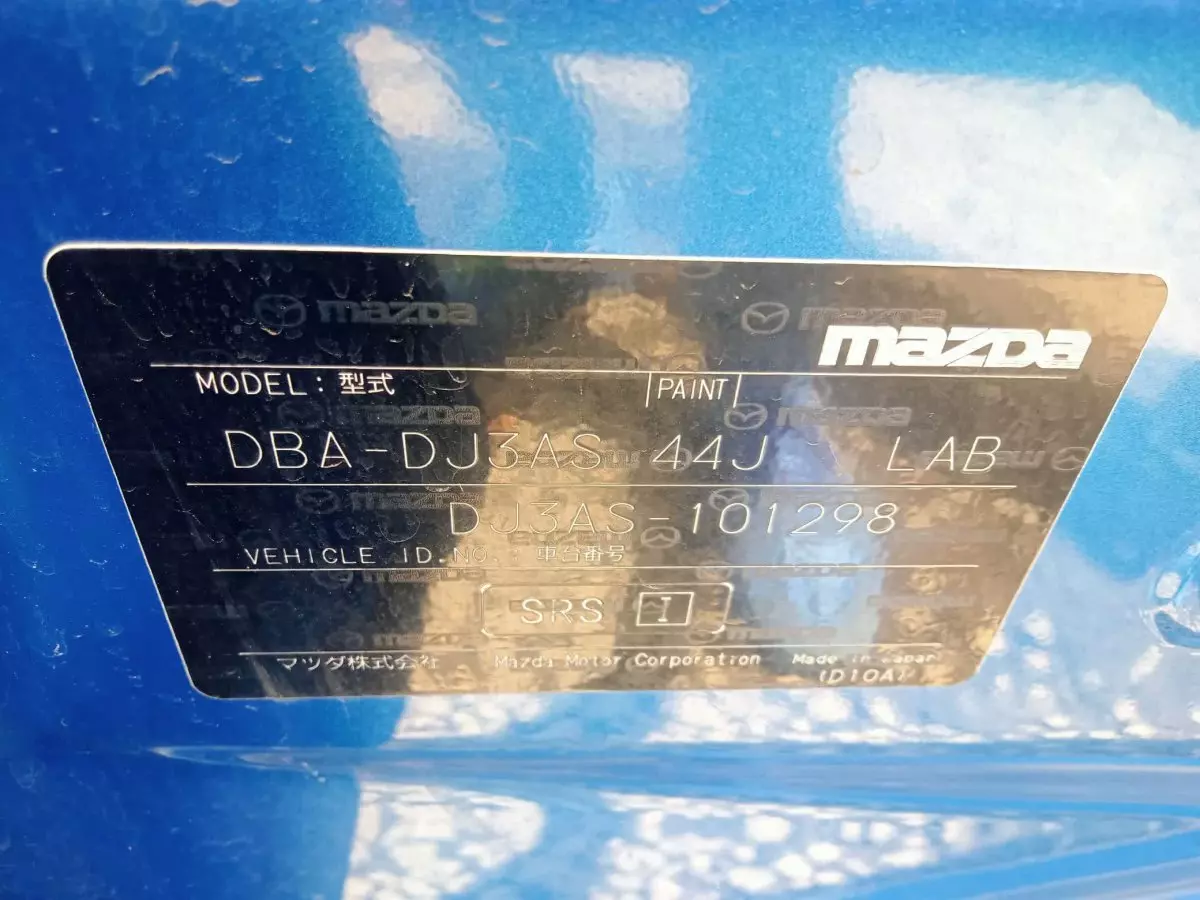 mazda
MODEL : 型式 PAINT
DBA-DJ3AS 44J LAB
DJ3AS-101298
VEHICLE ID.NO. 車台番号
SRS I
マツダ株式会社 Mazda Motor Corporation Made in Japan
(D10A)